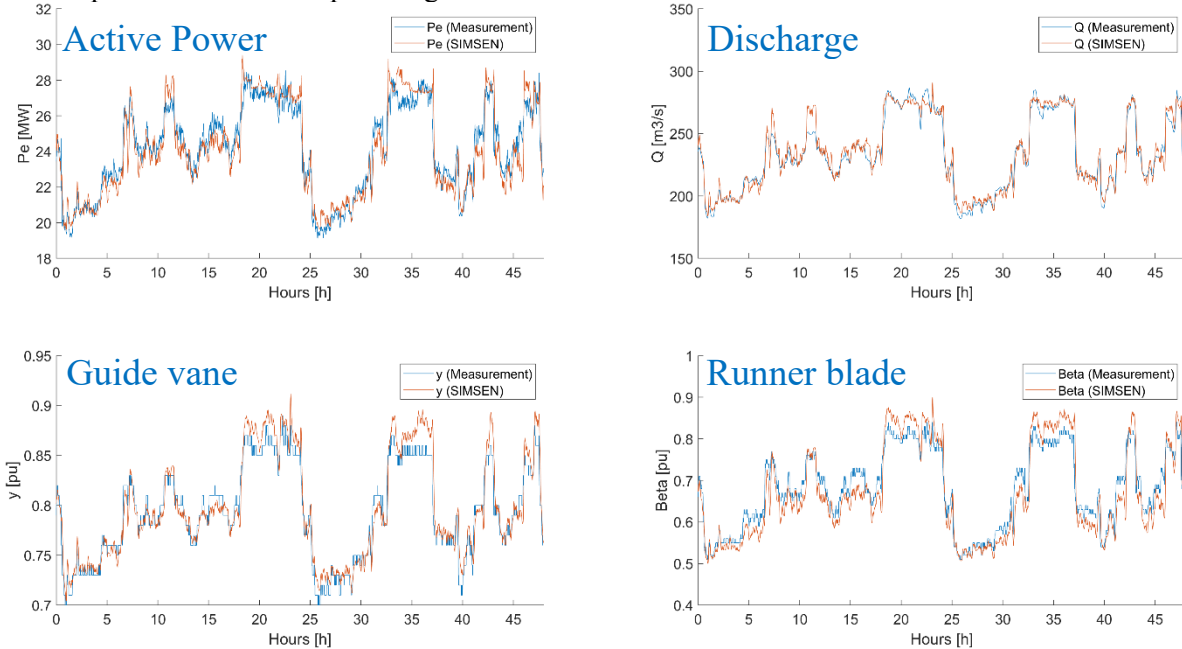 Active Power
Pe (Measurement)
Pe (SIMSEN)
Pe [MW]
32
30
28
26
24
22
20
18
0 5 10 15 20 25 30 35 40 45
Hours [h]
Discharge
Q (Measurement)
Q (SIMSEN)
Q [m3/s]
350
300
250
200
150
0 5 10 15 20 25 30 35 40 45
Hours [h]
Guide vane
y (Measurement)
y (SIMSEN)
y [pu]
0.95
0.9
0.85
0.8
0.75
0.7
0 5 10 15 20 25 30 35 40 45
Hours [h]
Runner blade
Beta (Measurement)
Beta (SIMSEN)
Beta [pu]
1
0.9
0.8
0.7
0.6
0.5
0.4
0 5 10 15 20 25 30 35 40 45
Hours [h]